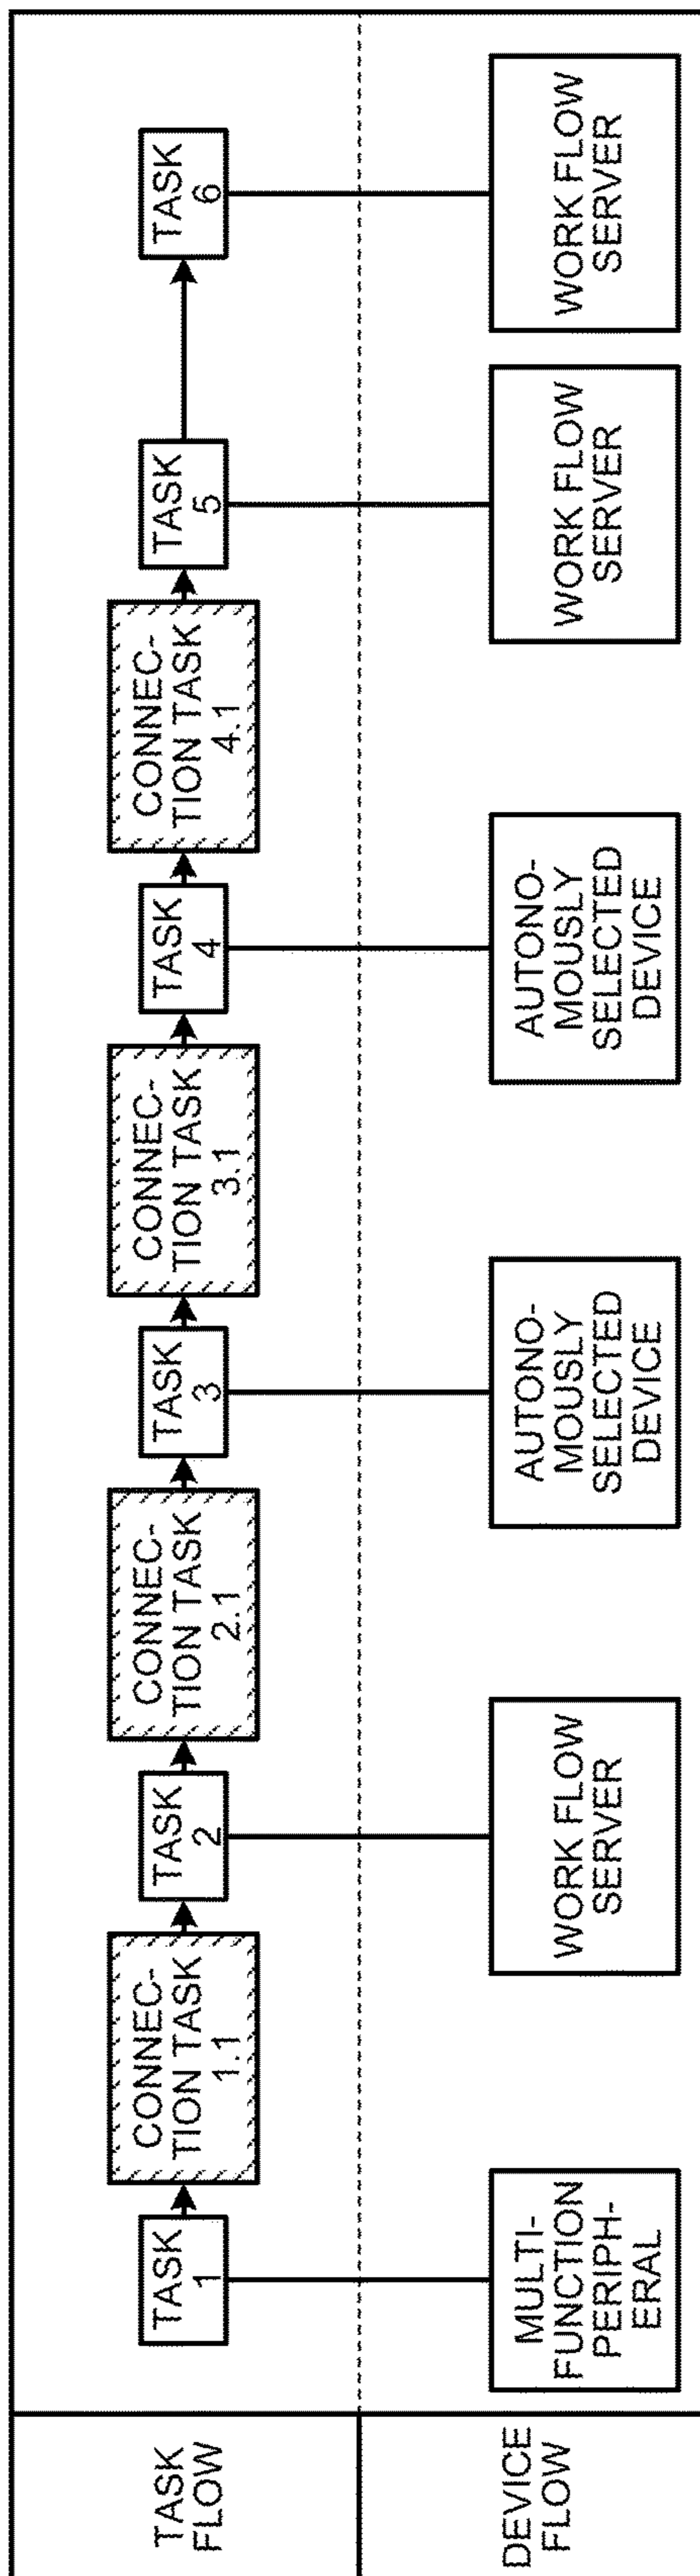 TASK
FLOW
TASK
1
CONNEC-
TION TASK
1.1
TASK
2
CONNEC-
TION TASK
2.1
TASK
3
CONNEC-
TION TASK
3.1
TASK
4
CONNEC-
TION TASK
4.1
TASK
5
TASK
6
DEVICE
FLOW
MULTI-
FUNCTION
PERIPH-
ERAL
WORK FLOW
SERVER
AUTONO-
MOUSLY
SELECTED
DEVICE
AUTONO-
MOUSLY
SELECTED
DEVICE
WORK FLOW
SERVER
WORK FLOW
SERVER